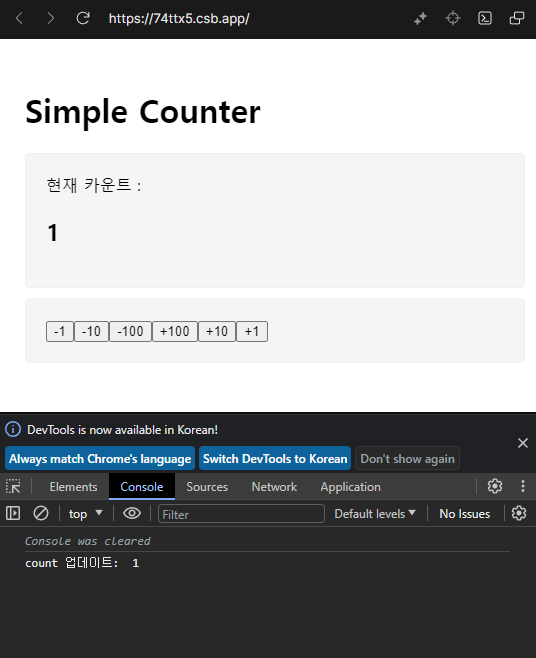 https://74ttx5.csb.app/
Simple Counter
현재 카운트 :
1
-1 -10 -100 +100 +10 +1
DevTools is now available in Korean!
Always match Chrome's language Switch DevTools to Korean Don't show again
Elements Console Sources Network Application
top Filter Default levels No Issues
Console was cleared
count 업데이트: 1